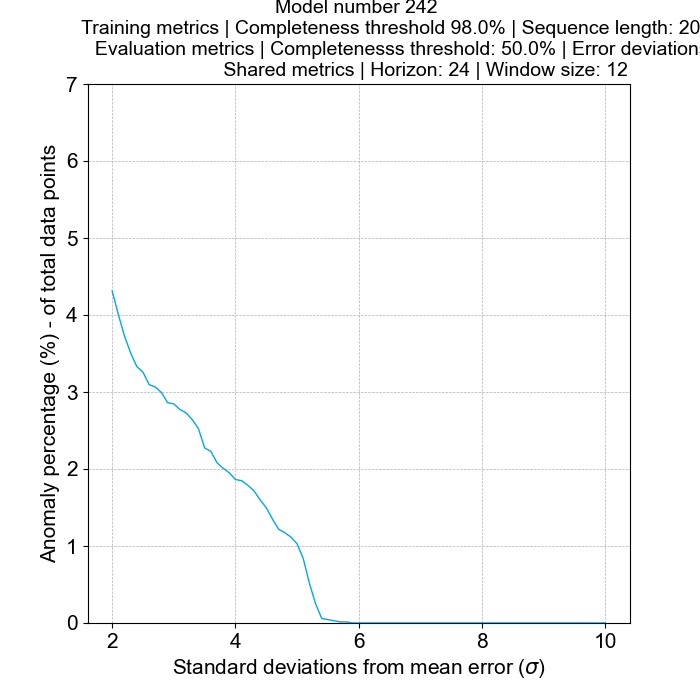 Model number 242
Training metrics | Completeness threshold 98.0% | Sequence length: 20
Evaluation metrics | Completenesss threshold: 50.0% | Error deviation
Shared metrics | Horizon: 24 | Window size: 12
7
6
5
4
3
2
1
0
Anomaly percentage (%) - of total data points
2 4 6 8 10
Standard deviations from mean error (σ)